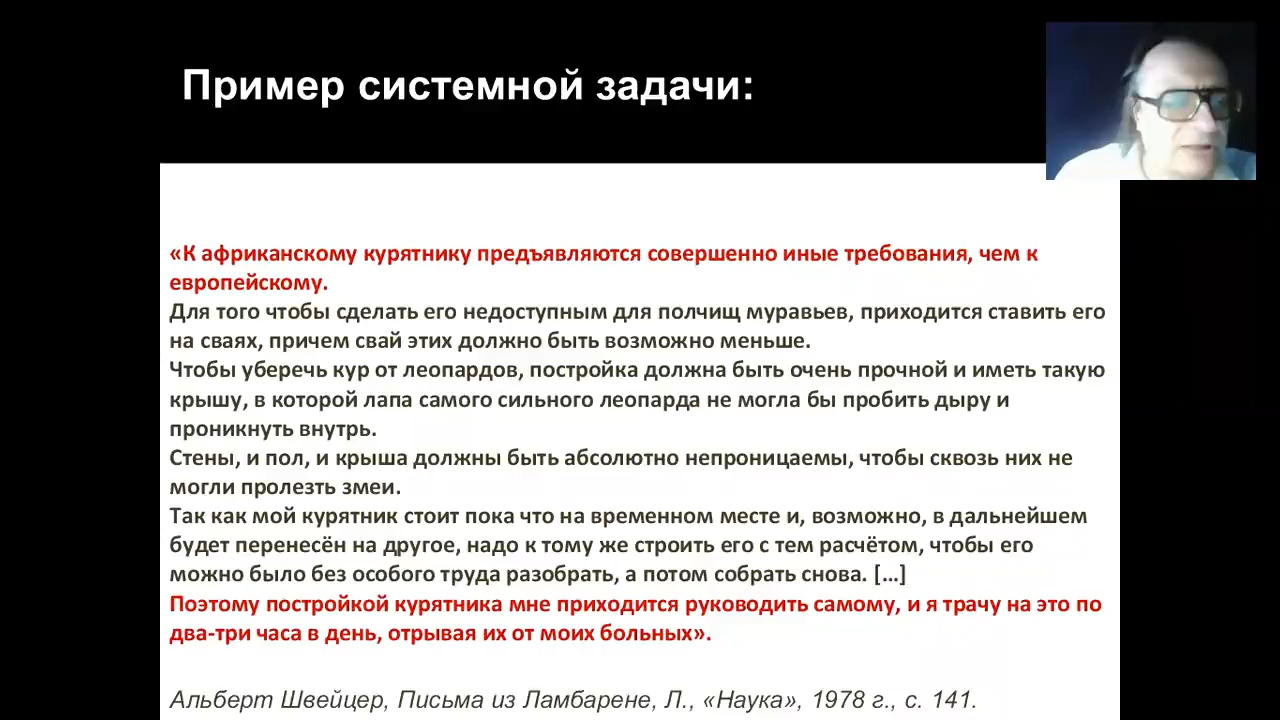 Пример системной задачи:
«К африканскому курятнику предъявляются совершенно иные требования, чем к
европейскому.
Для того чтобы сделать его недоступным для полчищ муравьев, приходится ставить его
на сваях, причем свай этих должно быть возможно меньше.
Чтобы уберечь кур от леопардов, постройка должна быть очень прочной и иметь такую
крышу, в которой лапа самого сильного леопарда не могла бы пробить дыру и
проникнуть внутрь.
Стены, и пол, и крыша должны быть абсолютно непроницаемы, чтобы сквозь них не
могли пролезть змеи.
Так как мой курятник стоит пока что на временном месте и, возможно, в дальнейшем
будет перенесён на другое, надо к тому же строить его с тем расчётом, чтобы его
можно было без особого труда разобрать, а потом собрать снова. […]
Поэтому постройкой курятника мне приходится руководить самому, и я трачу на это по
два-три часа в день, отрывая их от моих больных».
Альберт Швейцер, Письма из Ламбарене, Л., «Наука», 1978 г., с. 141.